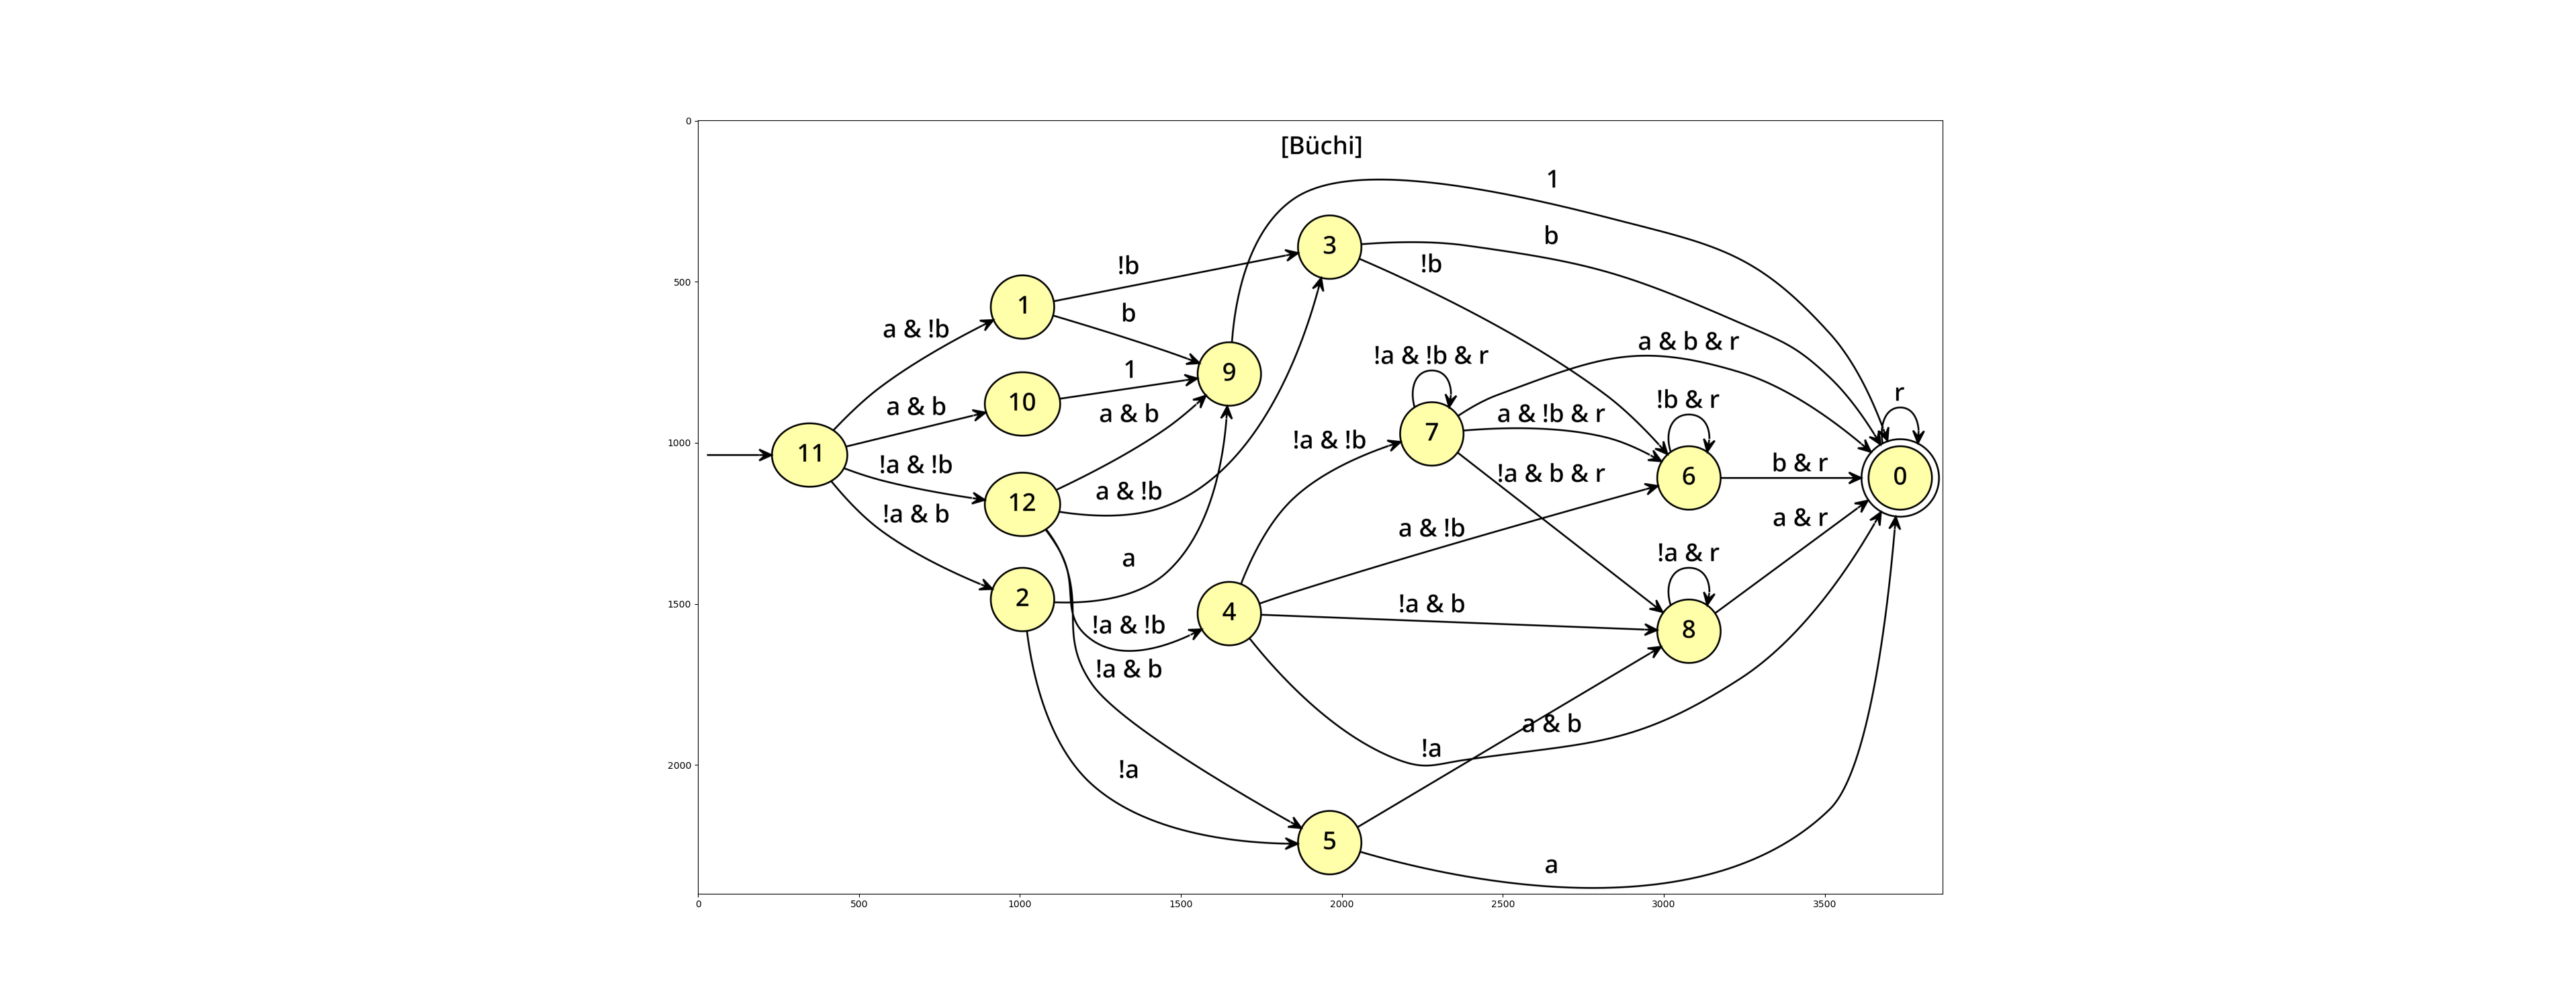 [Büchi]
0
500
1000
1500
2000
0
500
1000
1500
2000
2500
3000
3500
1
b
3
!b
!b
1
b
a & !b
a & b & r
!a & !b & r
9
1
r
!b & r
10
a & b
a & b
a & !b & r
7
!a & !b
11
!a & !b
b & r
6
0
!a & b & r
a & !b
12
!a & b
a & r
a & !b
!a & r
a
2
!a & b
4
!a & !b
8
!a & b
a & b
!a
!a
5
a